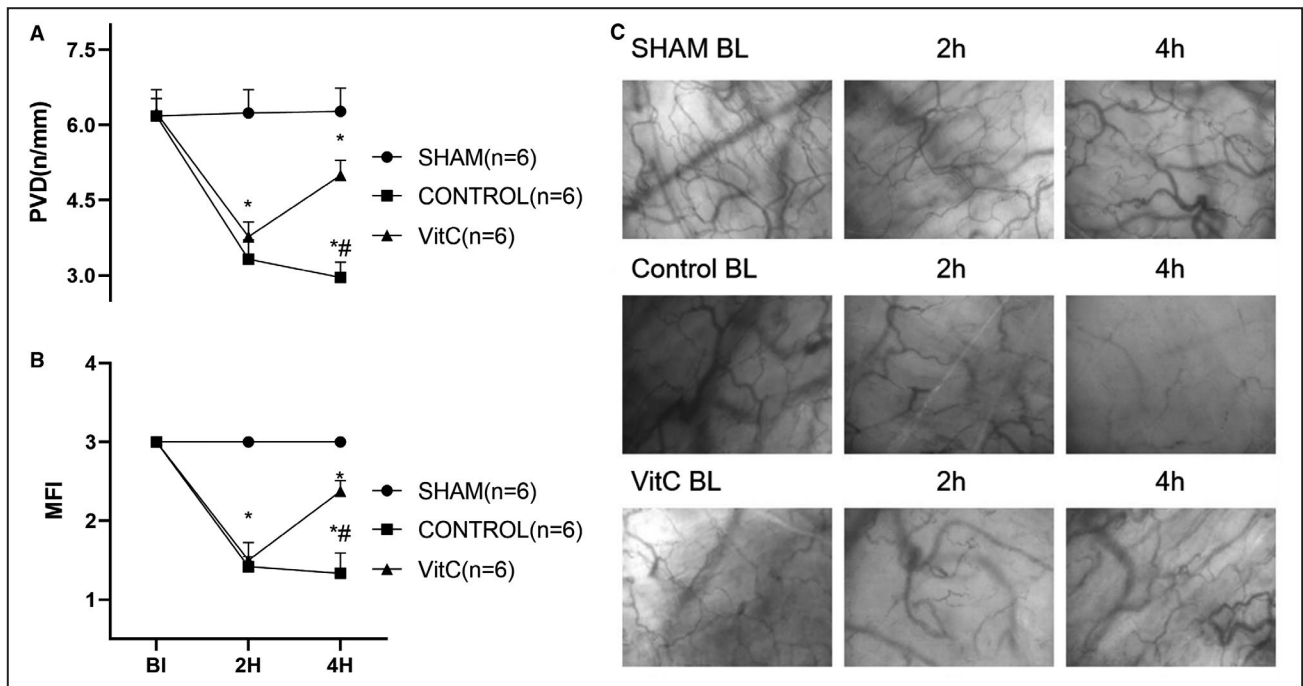 A
7.5
6.0
4.5
3.0
PVD(n/mm)
*
*
*#
SHAM(n=6)
CONTROL(n=6)
VitC(n=6)
B
4
3
2
1
MFI
*
*
*#
SHAM(n=6)
CONTROL(n=6)
VitC(n=6)
BI 2H 4H
C
SHAM BL 2h 4h
Control BL 2h 4h
VitC BL 2h 4h